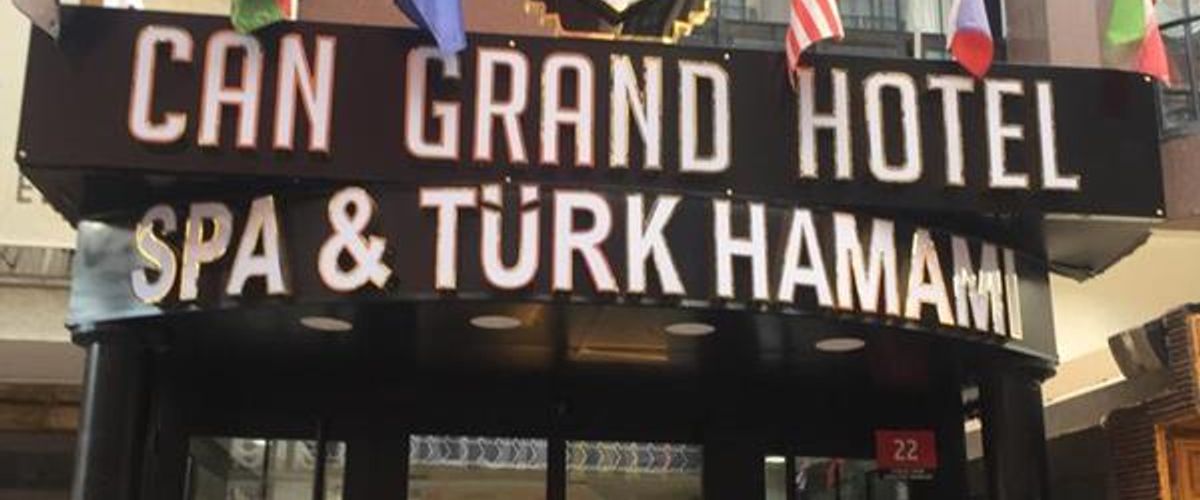 CAN GRAND HOTEL
SPA & TÜRK HAMAMI
22